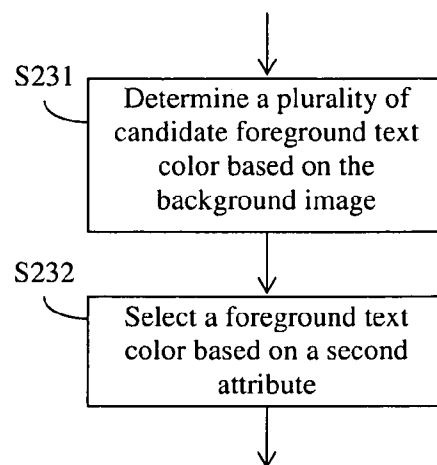 S231
Determine a plurality of
candidate foreground text
color based on the
background image
S232
Select a foreground text
color based on a second
attribute